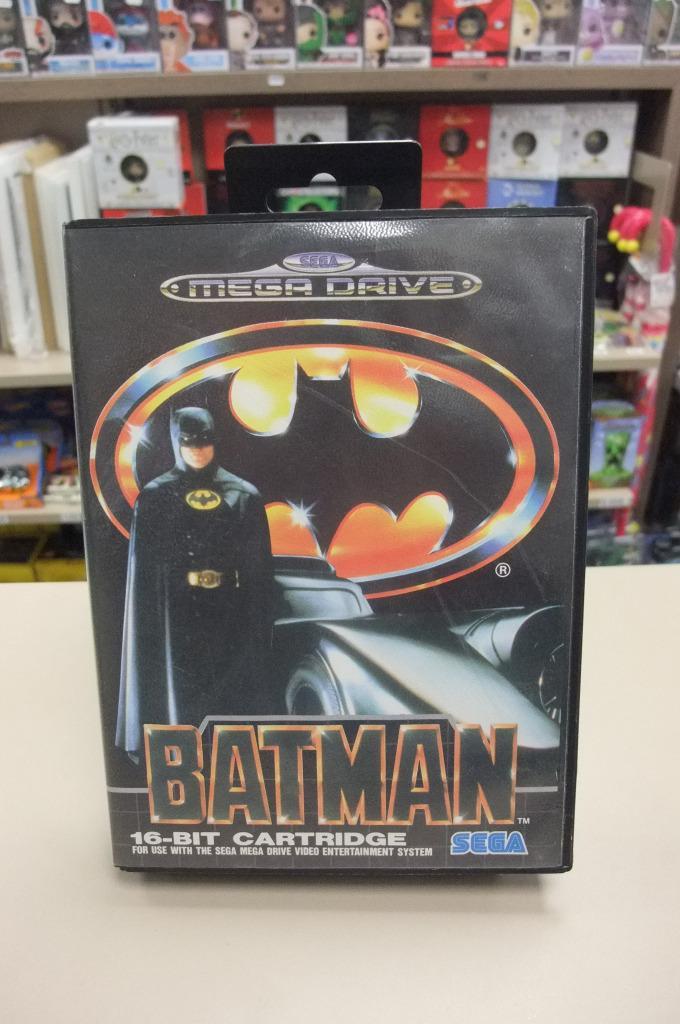 SEGA
MEGA DRIVE
®
BATMAN
TM
16-BIT CARTRIDGE
SEGA
FOR USE WITH THE SEGA MEGA DRIVE VIDEO ENTERTAINMENT SYSTEM